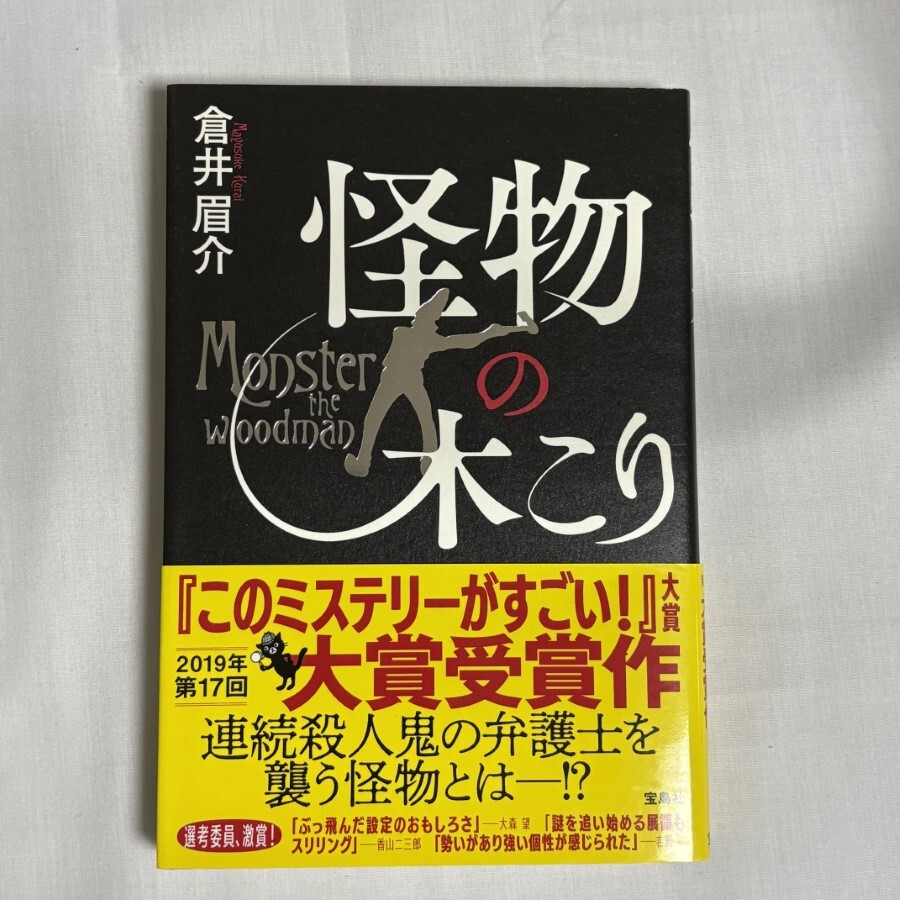 倉井眉介
Mayusuke Kurai
怪物
の
木こり
Monster
the
woodman
『このミステリーがすごい!』大賞
2019年
第17回
大賞受賞作
連続殺人鬼の弁護士を
襲う怪物とは―!?
宝島社
選考委員、激賞!
「ぶっ飛んだ設定のおもしろさ」―大森 望 「謎を追い始める展開も
スリリング」―香山二三郎 「勢いがあり強い個性が感じられた」―